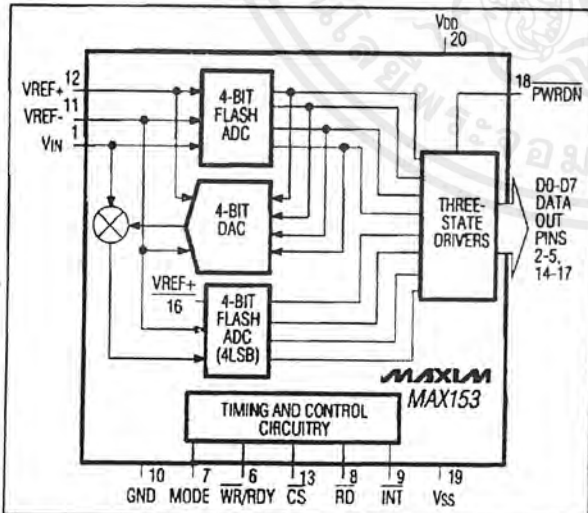 VDD
20
VREF+ 12
VREF- 11
VIN 1
4-BIT
FLASH
ADC
18 PWRDN
4-BIT
DAC
THREE-
STATE
DRIVERS
D0-D7
DATA
OUT
PINS
2-5,
14-17
VREF+
16
4-BIT
FLASH
ADC
(4LSB)
MAXIM
MAX153
TIMING AND CONTROL
CIRCUITRY
10 7 6 13 8 9 19
GND MODE WR/RDY CS RD INT VSS